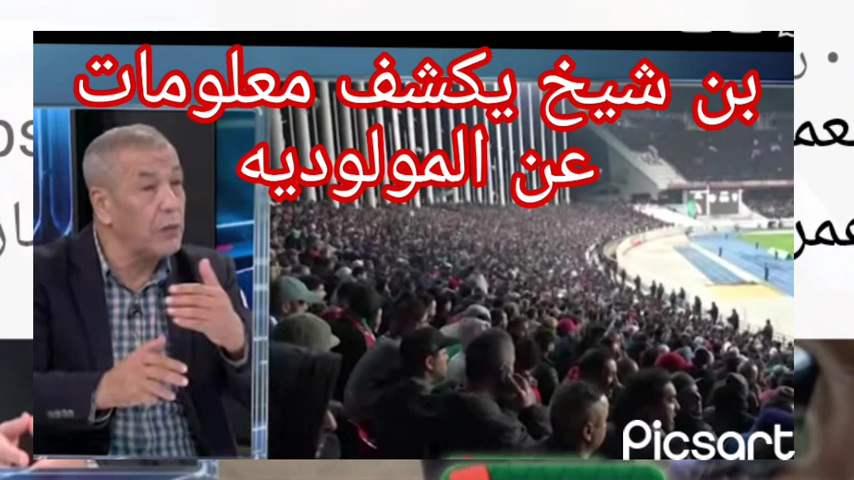 بن شيخ يكشف معلومات
عن المولوديه
Picsart